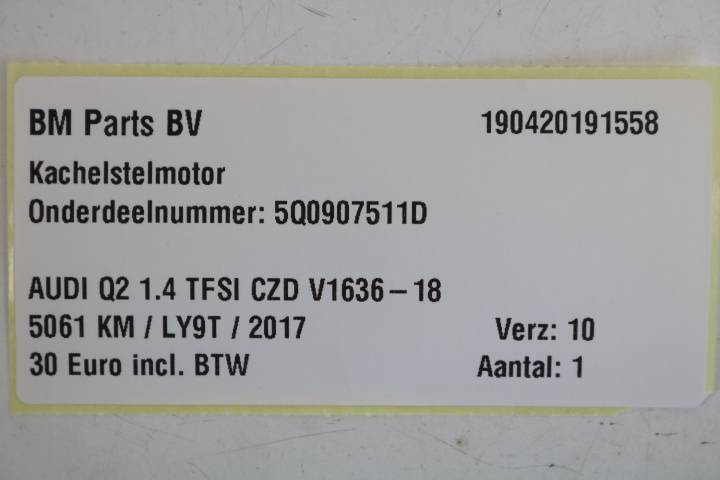 BM Parts BV 190420191558
Kachelstelmotor
Onderdeelnummer: 5Q0907511D
AUDI Q2 1.4 TFSI CZD V1636-18
5061 KM / LY9T / 2017 Verz: 10
30 Euro incl. BTW Aantal: 1